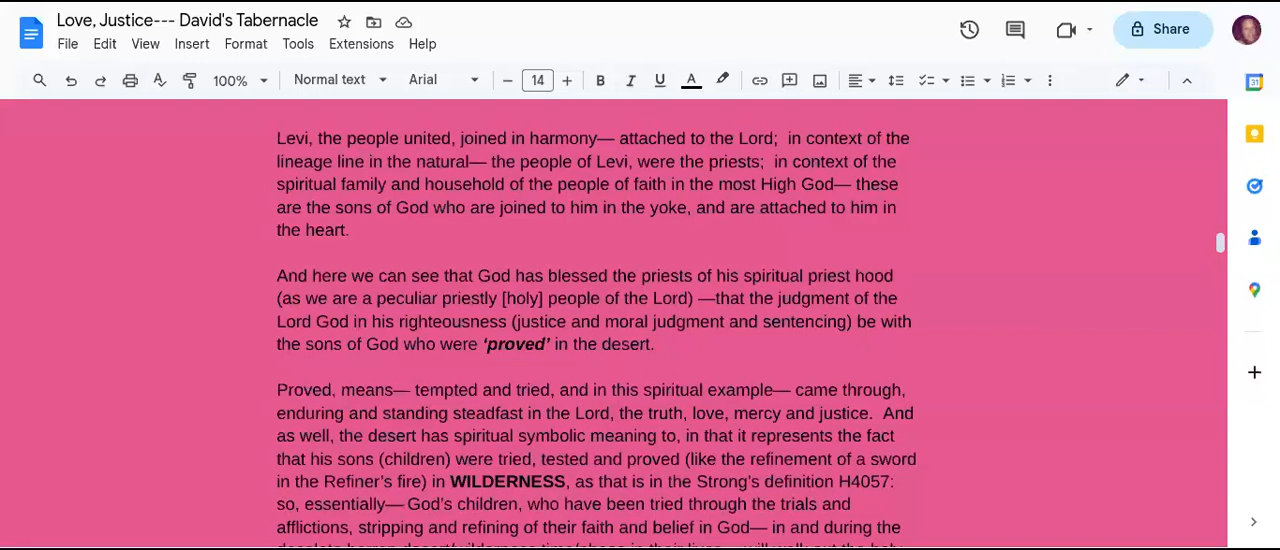 Love, Justice--- David's Tabernacle
File Edit View Insert Format Tools Extensions Help
Share
100% Normal text Arial 14 B I U A
Levi, the people united, joined in harmony— attached to the Lord;  in context of the
lineage line in the natural— the people of Levi, were the priests;  in context of the
spiritual family and household of the people of faith in the most High God— these
are the sons of God who are joined to him in the yoke, and are attached to him in
the heart.
And here we can see that God has blessed the priests of his spiritual priest hood
(as we are a peculiar priestly [holy] people of the Lord) —that the judgment of the
Lord God in his righteousness (justice and moral judgment and sentencing) be with
the sons of God who were ‘proved’ in the desert.
Proved, means— tempted and tried, and in this spiritual example— came through,
enduring and standing steadfast in the Lord, the truth, love, mercy and justice.  And
as well, the desert has spiritual symbolic meaning to, in that it represents the fact
that his sons (children) were tried, tested and proved (like the refinement of a sword
in the Refiner’s fire) in WILDERNESS, as that is in the Strong’s definition H4057:
so, essentially— God’s children, who have been tried through the trials and
afflictions, stripping and refining of their faith and belief in God— in and during the